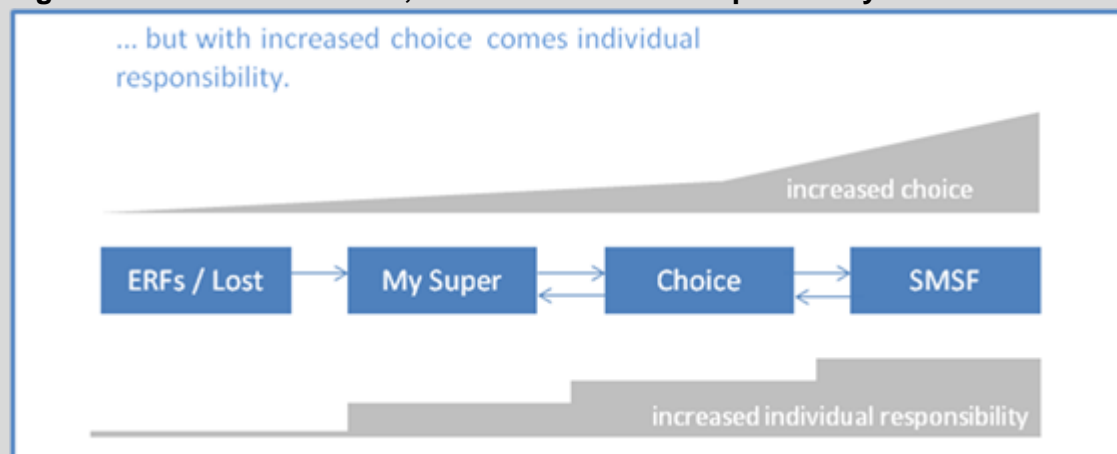 ... but with increased choice comes individual
responsibility.
increased choice
ERFs / Lost
My Super
Choice
SMSF
increased individual responsibility